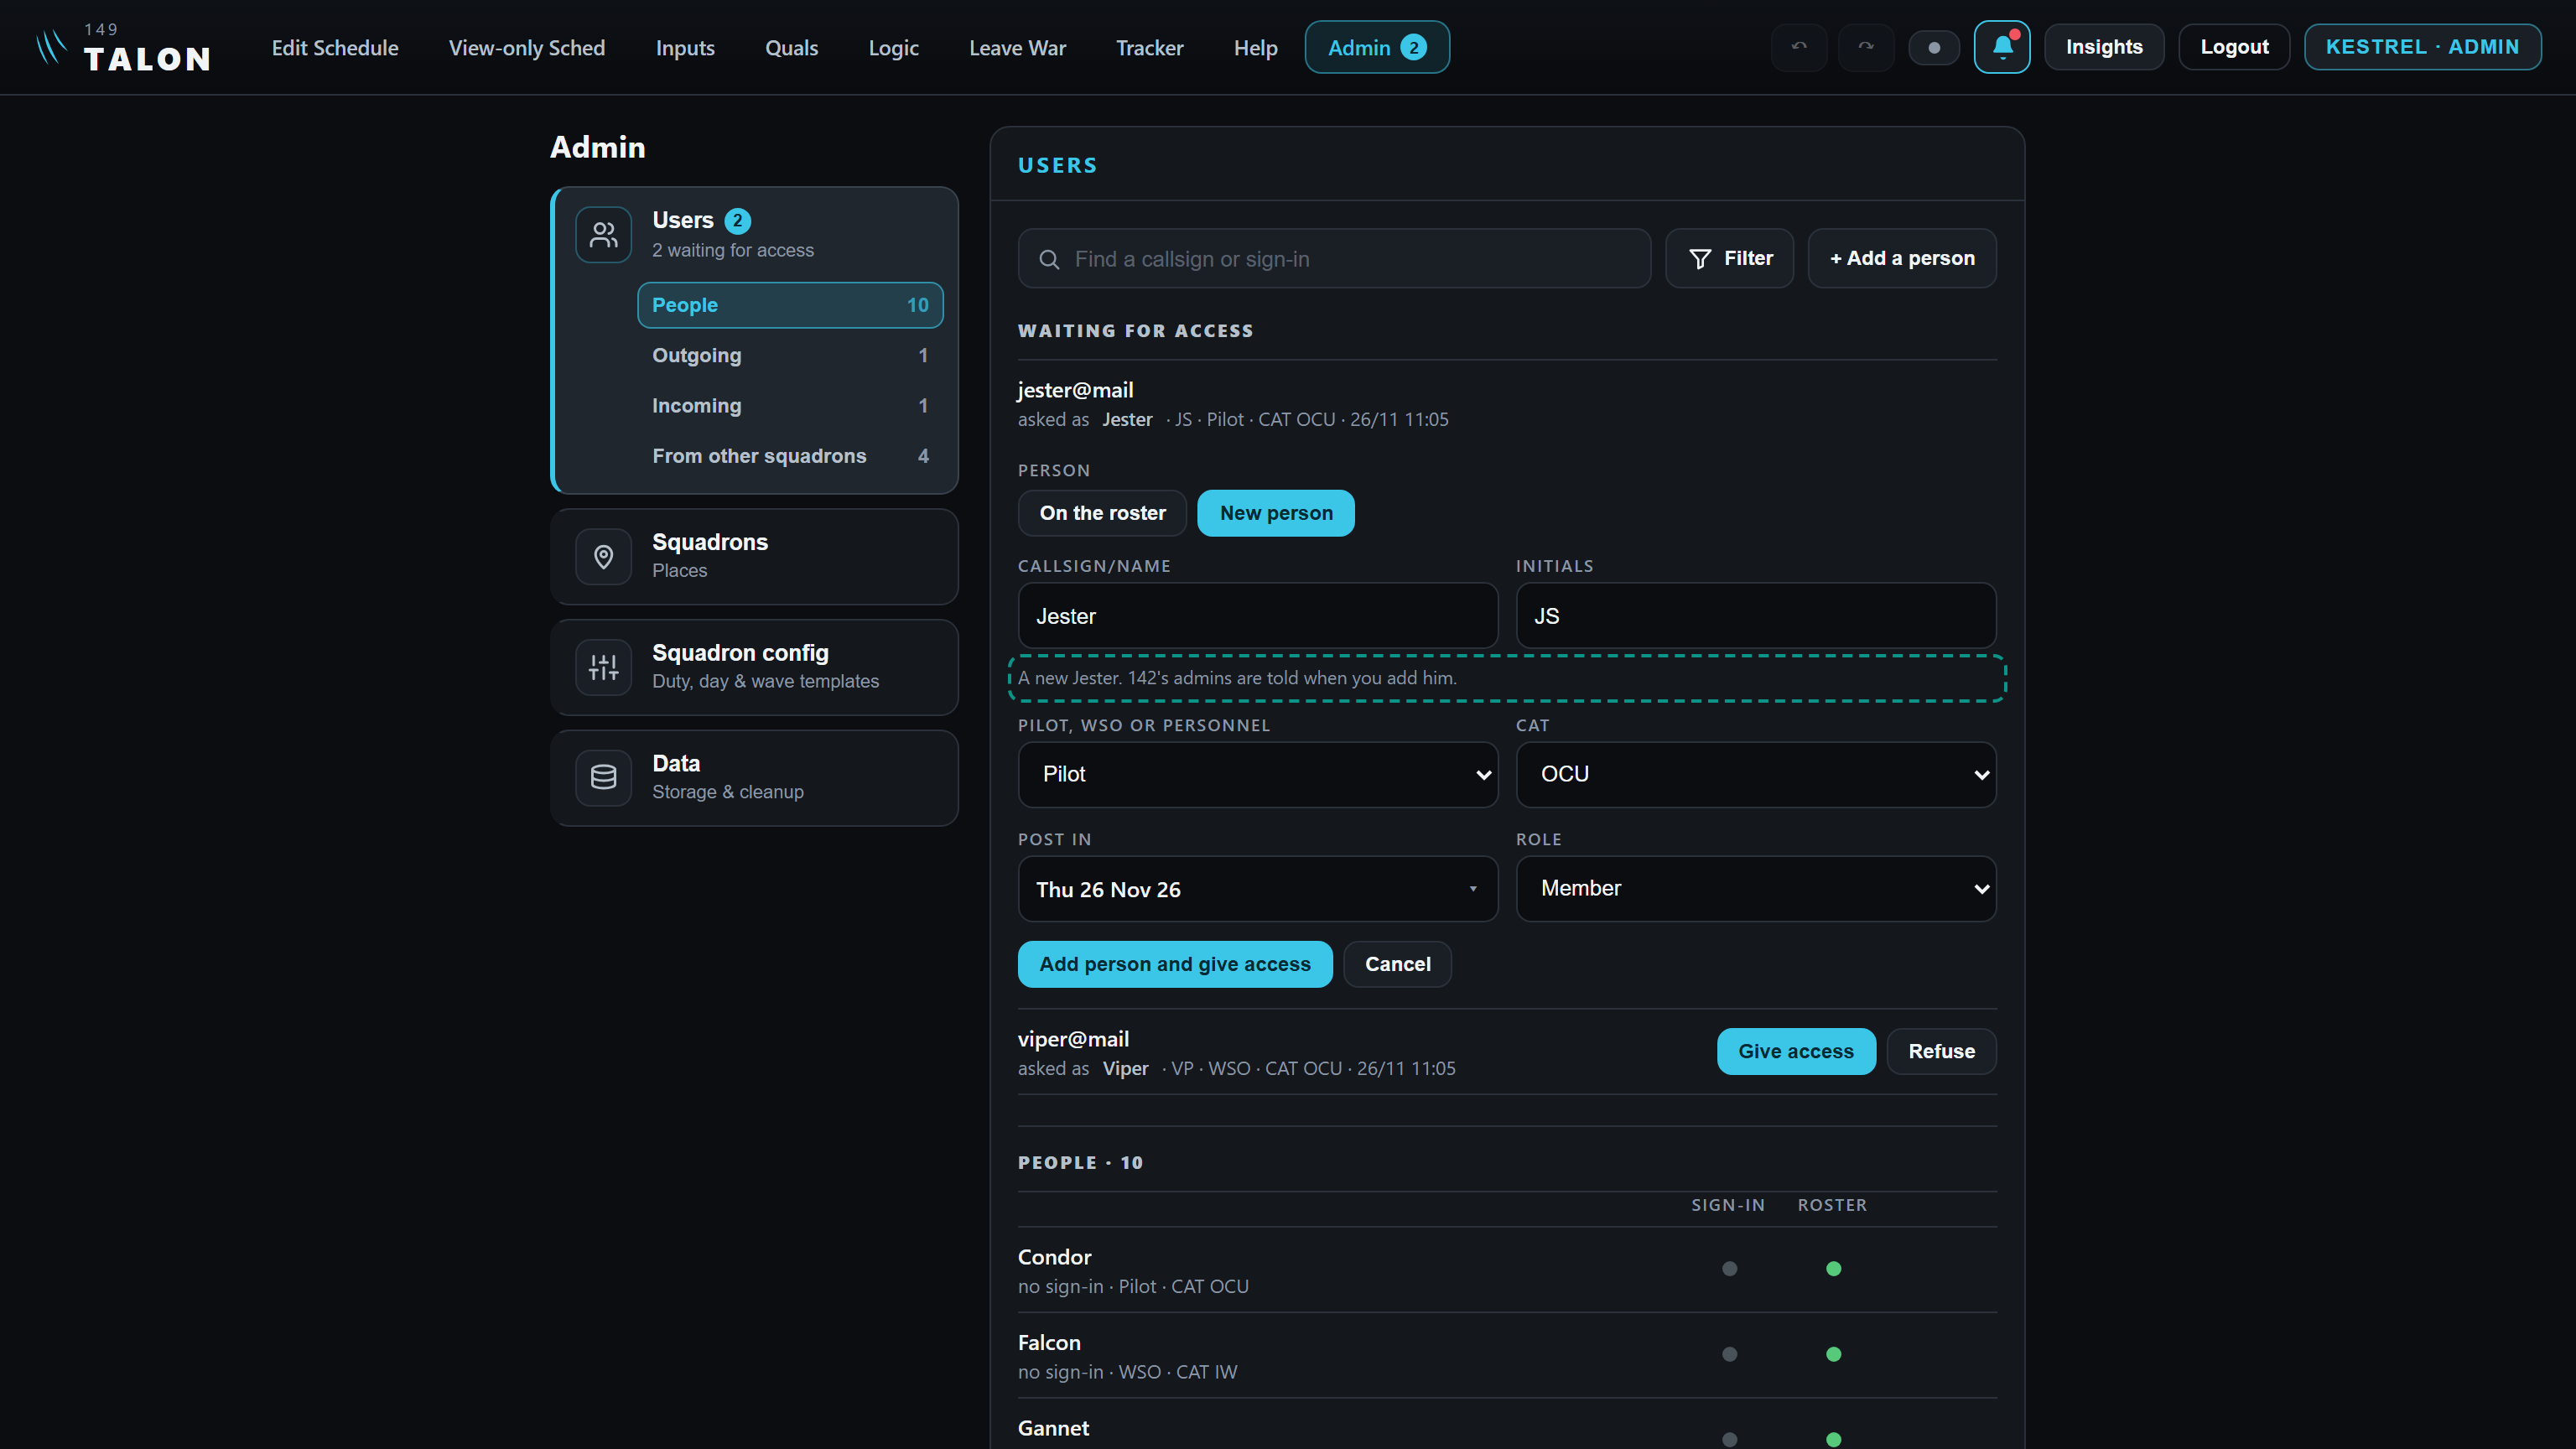 149
TALON
Edit Schedule
View-only Sched
Inputs
Quals
Logic
Leave War
Tracker
Help
Admin 2
Insights
Logout
KESTREL · ADMIN
Admin
Users 2
2 waiting for access
People 10
Outgoing 1
Incoming 1
From other squadrons 4
Squadrons
Places
Squadron config
Duty, day & wave templates
Data
Storage & cleanup
USERS
Find a callsign or sign-in
Filter
+ Add a person
WAITING FOR ACCESS
jester@mail
asked as Jester · JS · Pilot · CAT OCU · 26/11 11:05
PERSON
On the roster
New person
CALLSIGN/NAME
INITIALS
Jester
JS
A new Jester. 142's admins are told when you add him.
PILOT, WSO OR PERSONNEL
CAT
Pilot
OCU
POST IN
ROLE
Thu 26 Nov 26
Member
Add person and give access
Cancel
viper@mail
asked as Viper · VP · WSO · CAT OCU · 26/11 11:05
Give access
Refuse
PEOPLE · 10
SIGN-IN
ROSTER
Condor
no sign-in · Pilot · CAT OCU
Falcon
no sign-in · WSO · CAT IW
Gannet